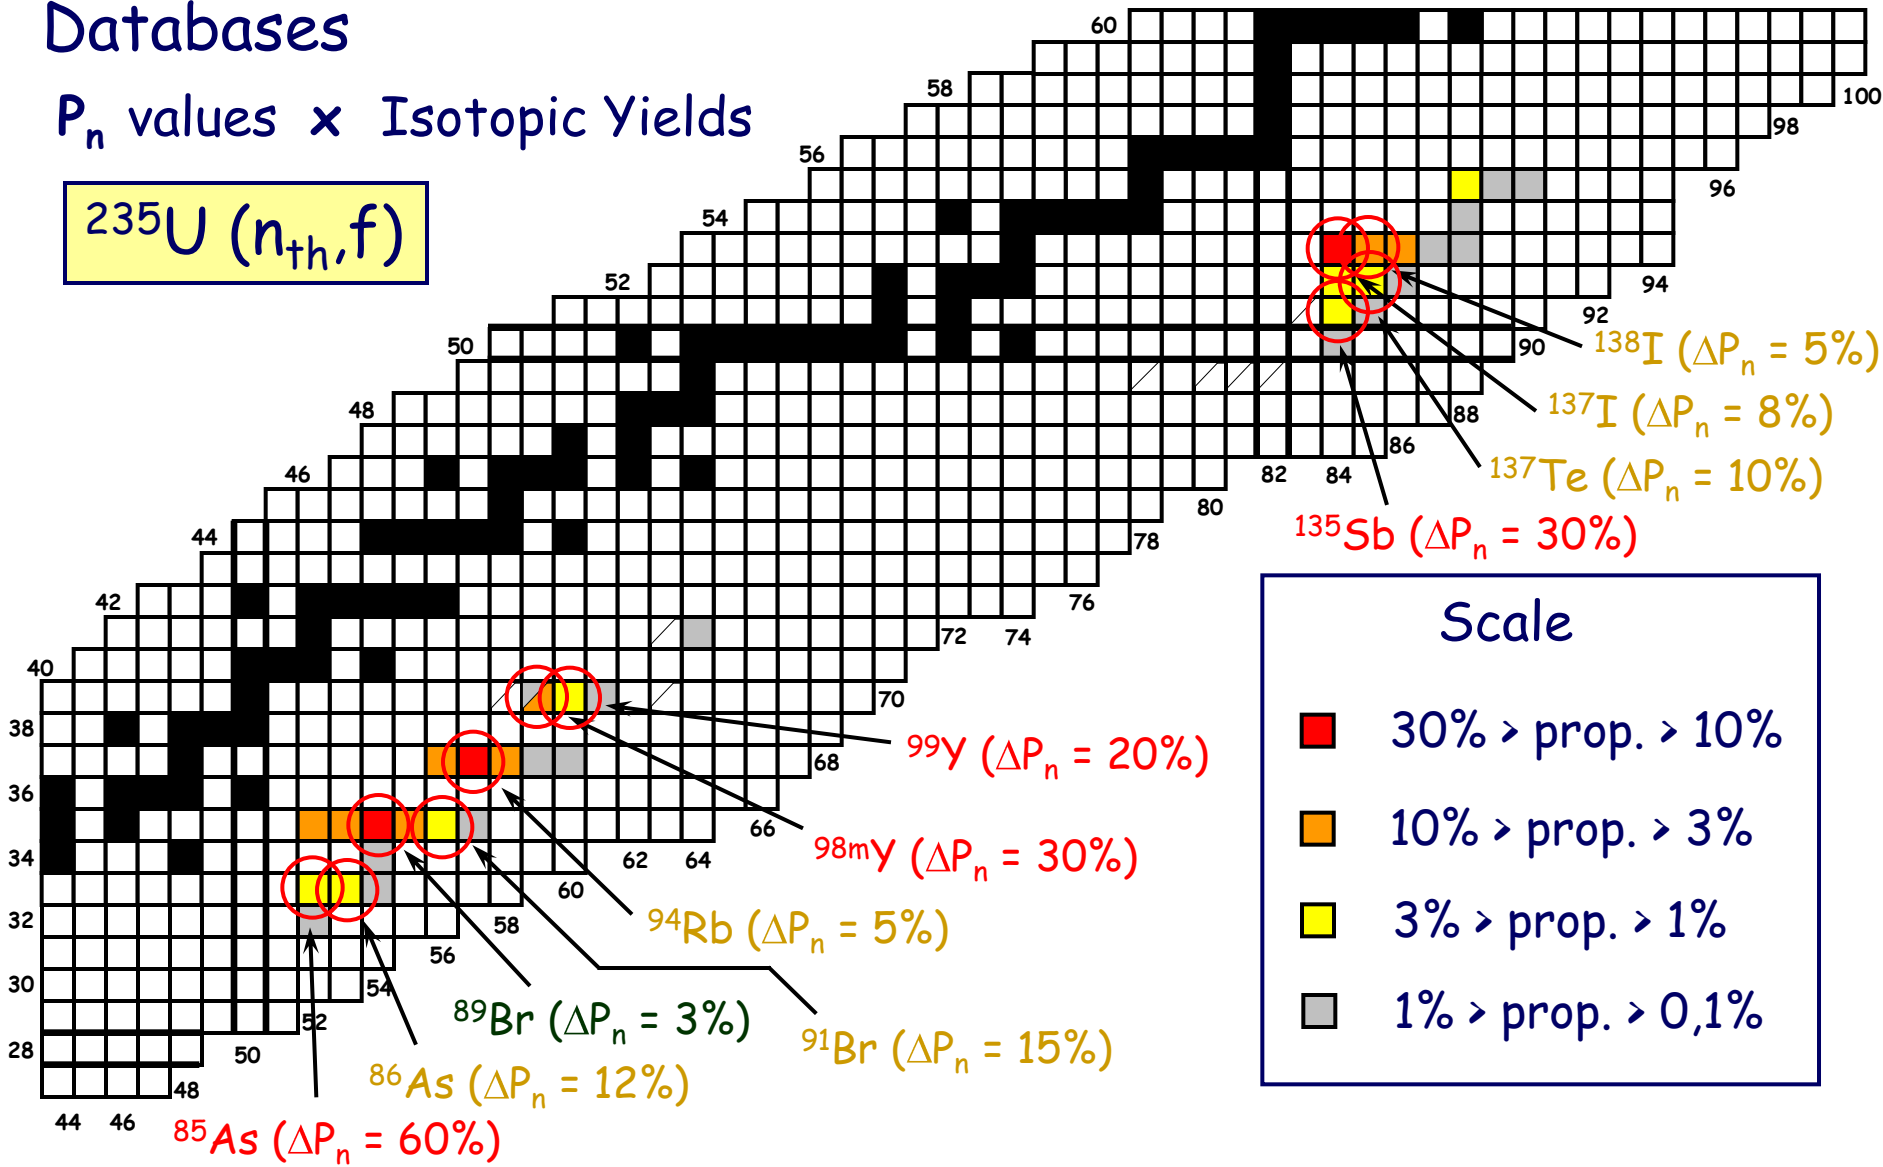 Databases
Pn values x Isotopic Yields
235U (nth,f)
60
58
56
54
52
50
48
46
44
42
40
38
36
34
32
30
28
44
46
48
50
52
54
56
58
60
62
64
66
68
70
72
74
76
78
80
82
84
86
88
90
92
94
96
98
100
138I (ΔPn = 5%)
137I (ΔPn = 8%)
137Te (ΔPn = 10%)
135Sb (ΔPn = 30%)
99Y (ΔPn = 20%)
98mY (ΔPn = 30%)
94Rb (ΔPn = 5%)
89Br (ΔPn = 3%)
91Br (ΔPn = 15%)
86As (ΔPn = 12%)
85As (ΔPn = 60%)
Scale
30% > prop. > 10%
10% > prop. > 3%
3% > prop. > 1%
1% > prop. > 0,1%